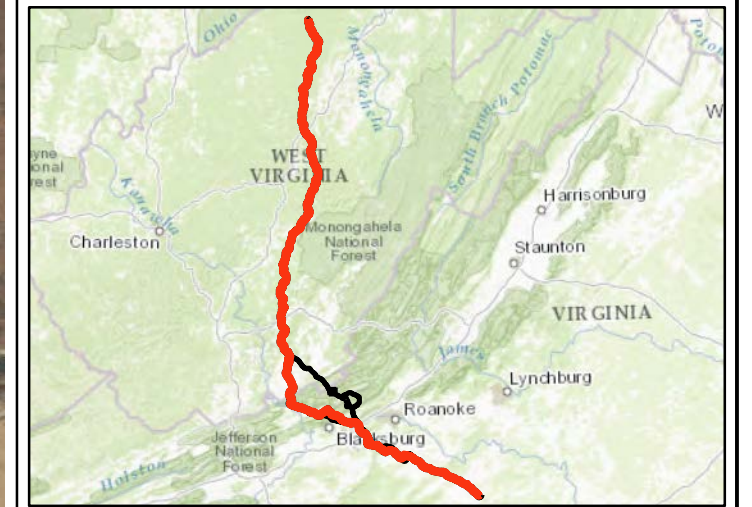 Ohio
Monongahela
South Branch Potomac
WEST
VIRGINIA
Kanawha
Harrisonburg
Charleston
Monongahela
National
Forest
Staunton
VIRGINIA
James
Lynchburg
Roanoke
Blacksburg
Jefferson
National
Forest
Holston